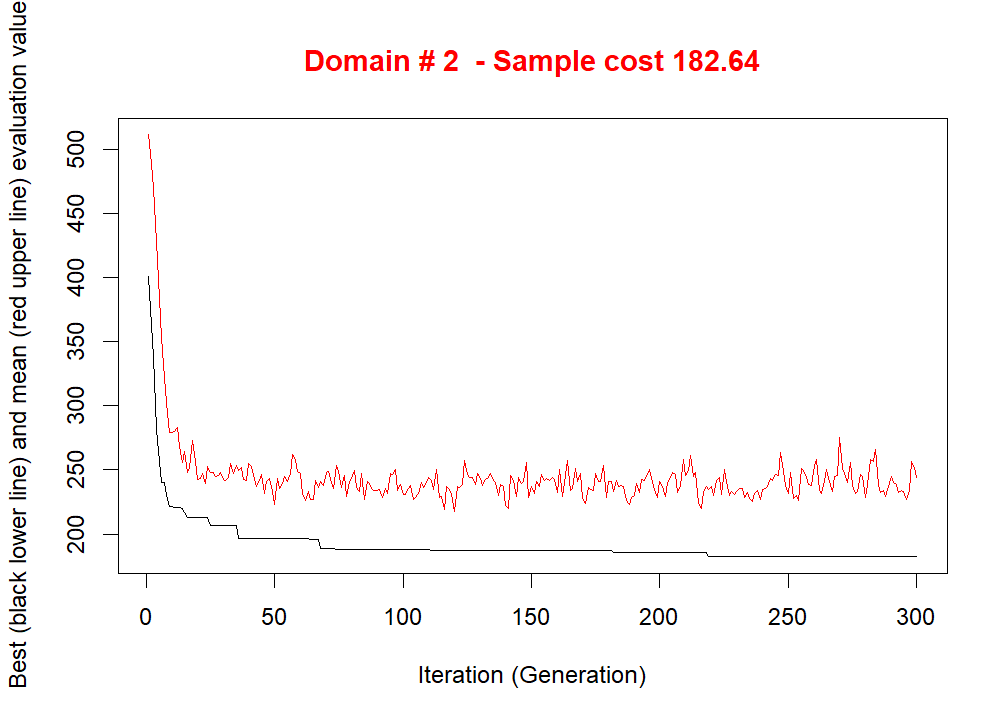 Domain # 2  - Sample cost 182.64
Best (black lower line) and mean (red upper line) evaluation value
500
450
400
350
300
250
200
0 50 100 150 200 250 300
Iteration (Generation)